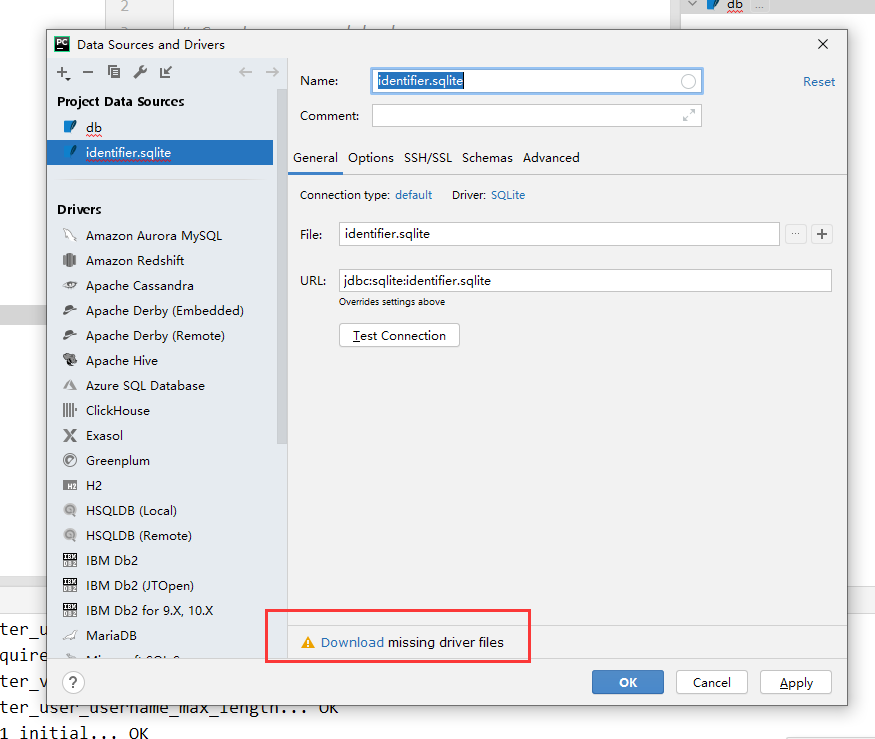 2
db ...
PC Data Sources and Drivers
Project Data Sources
db
identifier.sqlite
Drivers
Amazon Aurora MySQL
Amazon Redshift
Apache Cassandra
Apache Derby (Embedded)
Apache Derby (Remote)
Apache Hive
Azure SQL Database
ClickHouse
Exasol
Greenplum
H2
HSQLDB (Local)
HSQLDB (Remote)
IBM Db2
IBM Db2 (JTOpen)
IBM Db2 for 9.X, 10.X
MariaDB
Name: identifier.sqlite
Reset
Comment:
General Options SSH/SSL Schemas Advanced
Connection type: default Driver: SQLite
File: identifier.sqlite ...
URL: jdbc:sqlite:identifier.sqlite
Overrides settings above
Test Connection
Download missing driver files
? OK Cancel Apply
ter_u
quire
ter_v
ter_user_username_max_length... OK
1_initial... OK